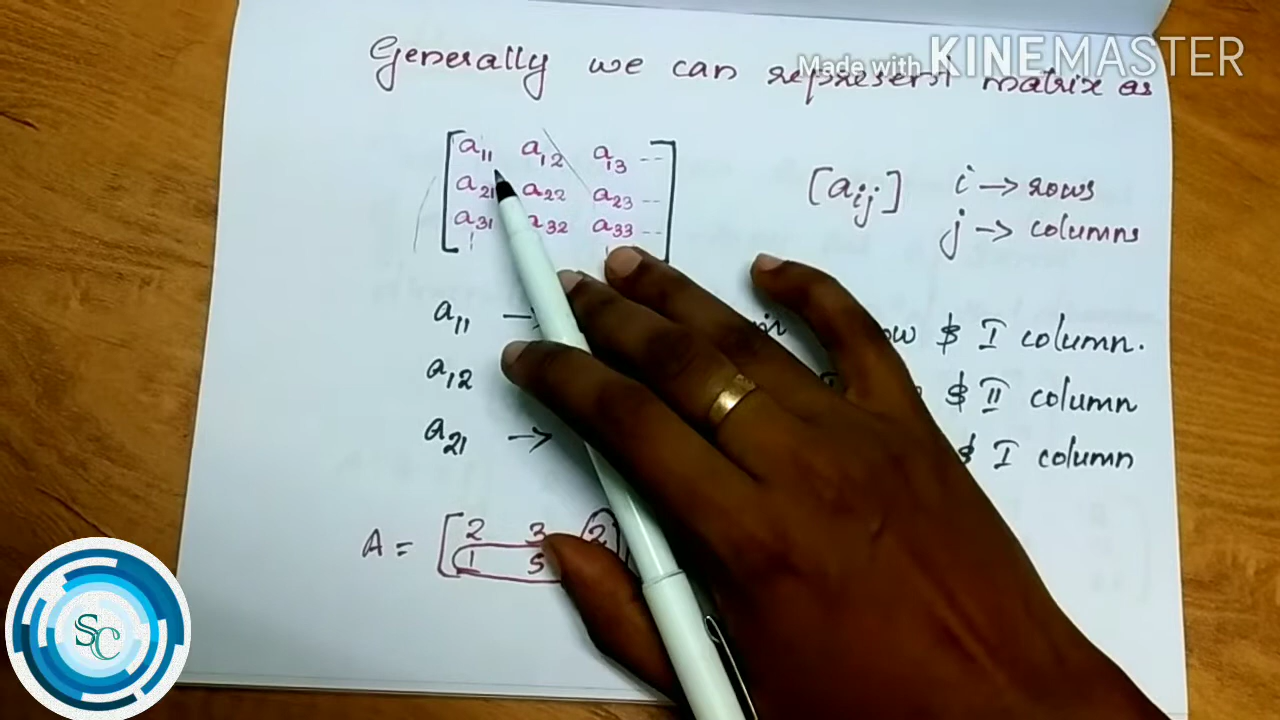 Generally we can represent matrix as
Made with KINEMASTER
a11 a12 a13 --
a21 a22 a23 --
a31 a32 a33 --
[aij] i → rows
j → columns
a11 → & I column.
a12 & II column
a21 → & I column
A = [2 3 2
1 5
SC